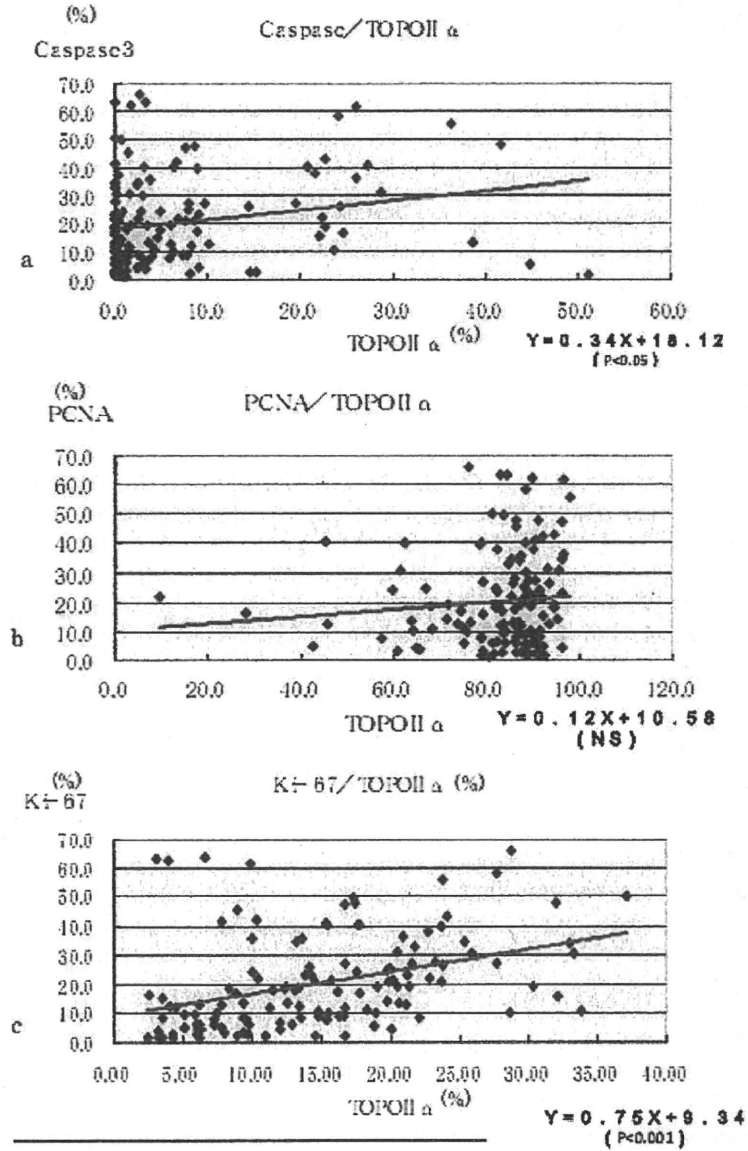 (%)
Caspase3
Caspase/TOPOII α
70.0
60.0
50.0
40.0
30.0
20.0
10.0
0.0
a
0.0 10.0 20.0 30.0 40.0 50.0 60.0
TOPOII α (%)
Y=0.34X+18.12
(P<0.05)
(%)
PCNA
PCNA/TOPOII α
70.0
60.0
50.0
40.0
30.0
20.0
10.0
0.0
b
0.0 20.0 40.0 60.0 80.0 100.0 120.0
TOPOII α
Y=0.12X+10.58
(NS)
(%)
Ki-67
Ki-67/TOPOII α (%)
70.0
60.0
50.0
40.0
30.0
20.0
10.0
0.0
c
0.00 5.00 10.00 15.00 20.00 25.00 30.00 35.00 40.00
TOPOII α (%)
Y=0.75X+9.34
(P<0.001)